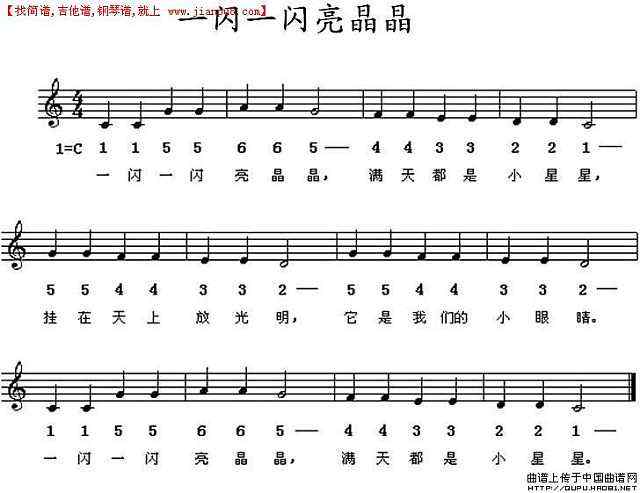 【找简谱,吉他谱,钢琴谱,就上 www.jianpuo.com】
一闪一闪亮晶晶
4
4
1=C 1 1 5 5 6 6 5 — 4 4 3 3 2 2 1 —
一 闪 一 闪 亮 晶 晶, 满 天 都 是 小 星 星,
5 5 4 4 3 3 2 — 5 5 4 4 3 3 2 —
挂 在 天 上 放 光 明, 它 是 我 们的 小 眼 睛。
1 1 5 5 6 6 5 — 4 4 3 3 2 2 1 —
一 闪 一 闪 亮 晶 晶, 满 天 都 是 小 星 星。
曲谱上传于中国曲谱网
HTTP://QUPU.HAOBI.NET